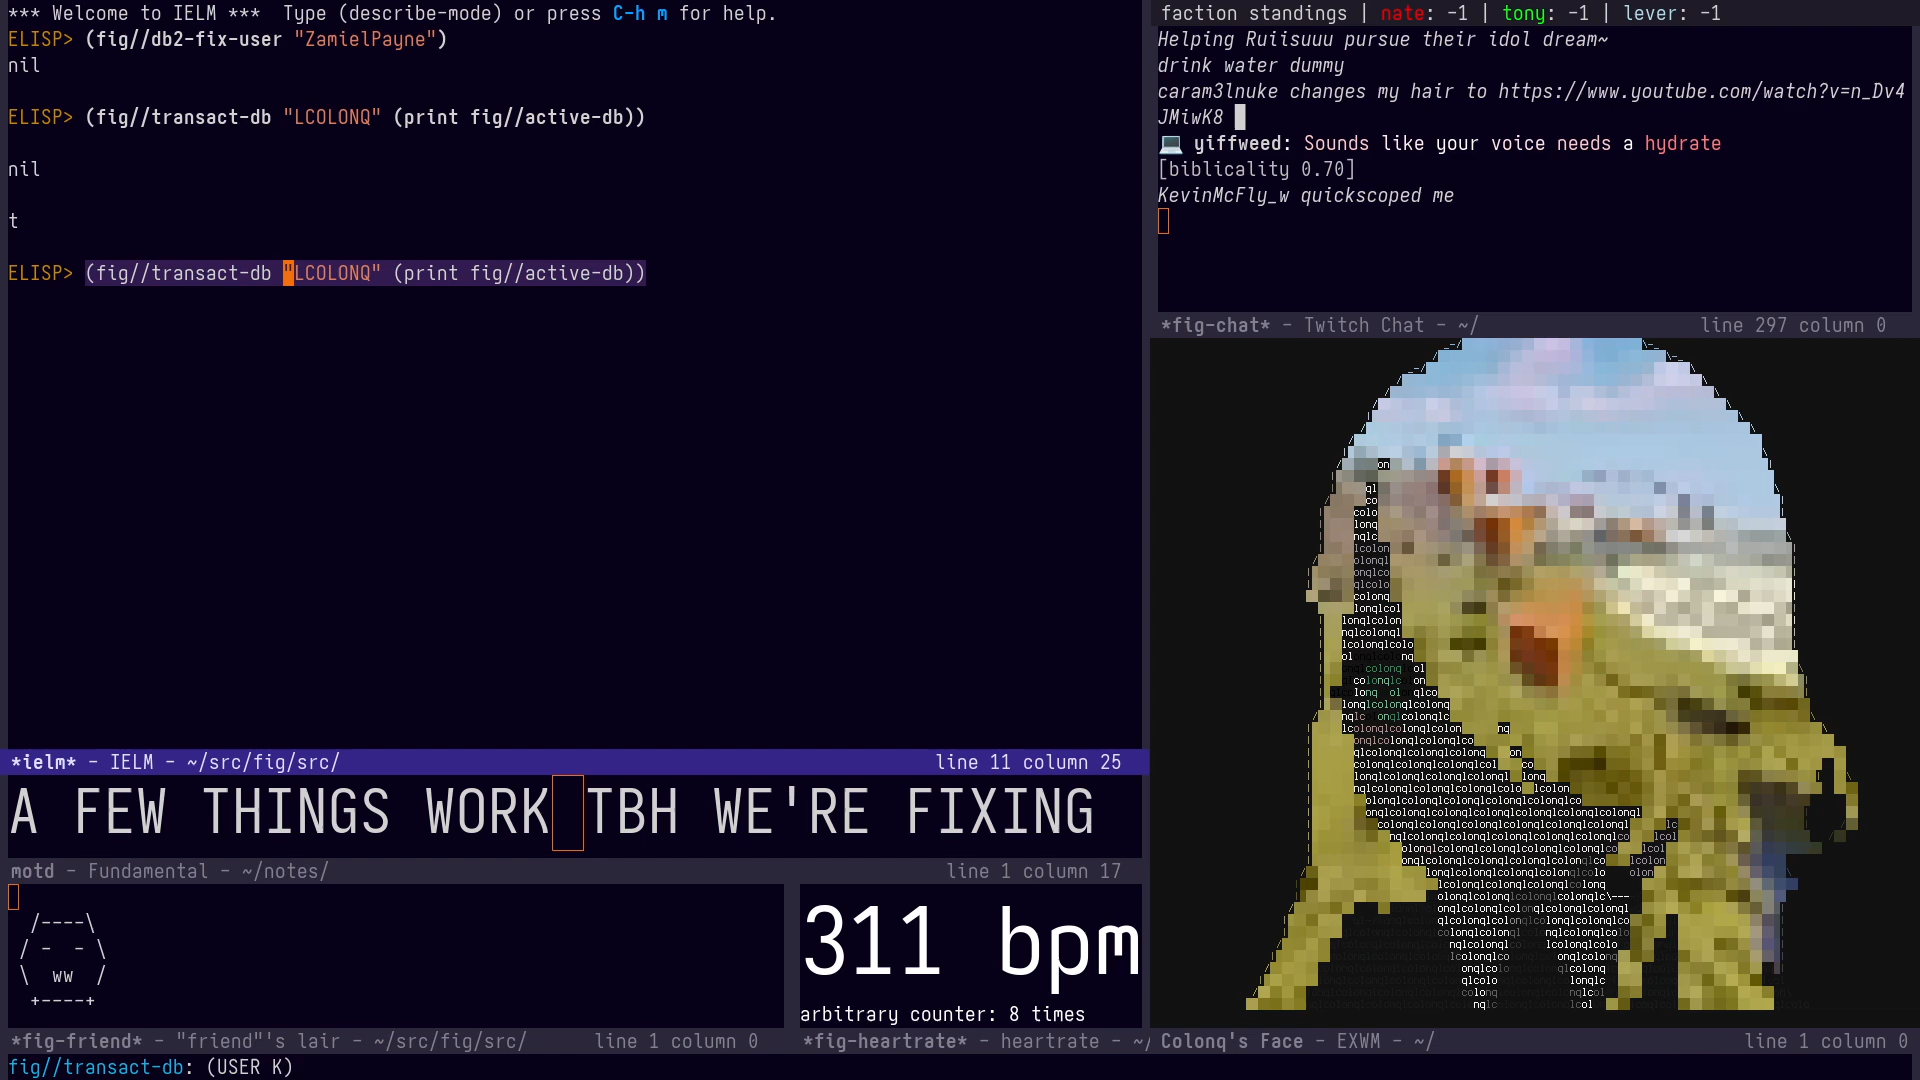 *** Welcome to IELM ***  Type (describe-mode) or press C-h m for help.
ELISP> (fig//db2-fix-user "ZamielPayne")
nil
ELISP> (fig//transact-db "LCOLONQ" (print fig//active-db))
nil
t
ELISP> (fig//transact-db "LCOLONQ" (print fig//active-db))
*ielm* - IELM - ~/src/fig/src/ line 11 column 25
A FEW THINGS WORK TBH WE'RE FIXING
motd - Fundamental - ~/notes/ line 1 column 17
/----\
/ -  - \
\  ww  /
+----+
*fig-friend* - "friend"'s lair - ~/src/fig/src/ line 1 column 0
311 bpm
arbitrary counter: 8 times
*fig-heartrate* - heartrate - ~/
fig//transact-db: (USER K)
faction standings | nate: -1 | tony: -1 | lever: -1
Helping Ruiisuuu pursue their idol dream~
drink water dummy
caram3lnuke changes my hair to https://www.youtube.com/watch?v=n_Dv4
JMiwK8
💻 yiffweed: Sounds like your voice needs a hydrate
[biblicality 0.70]
KevinMcFly_w quickscoped me
*fig-chat* - Twitch Chat - ~/ line 297 column 0
Colonq's Face - EXWM - ~/ line 1 column 0